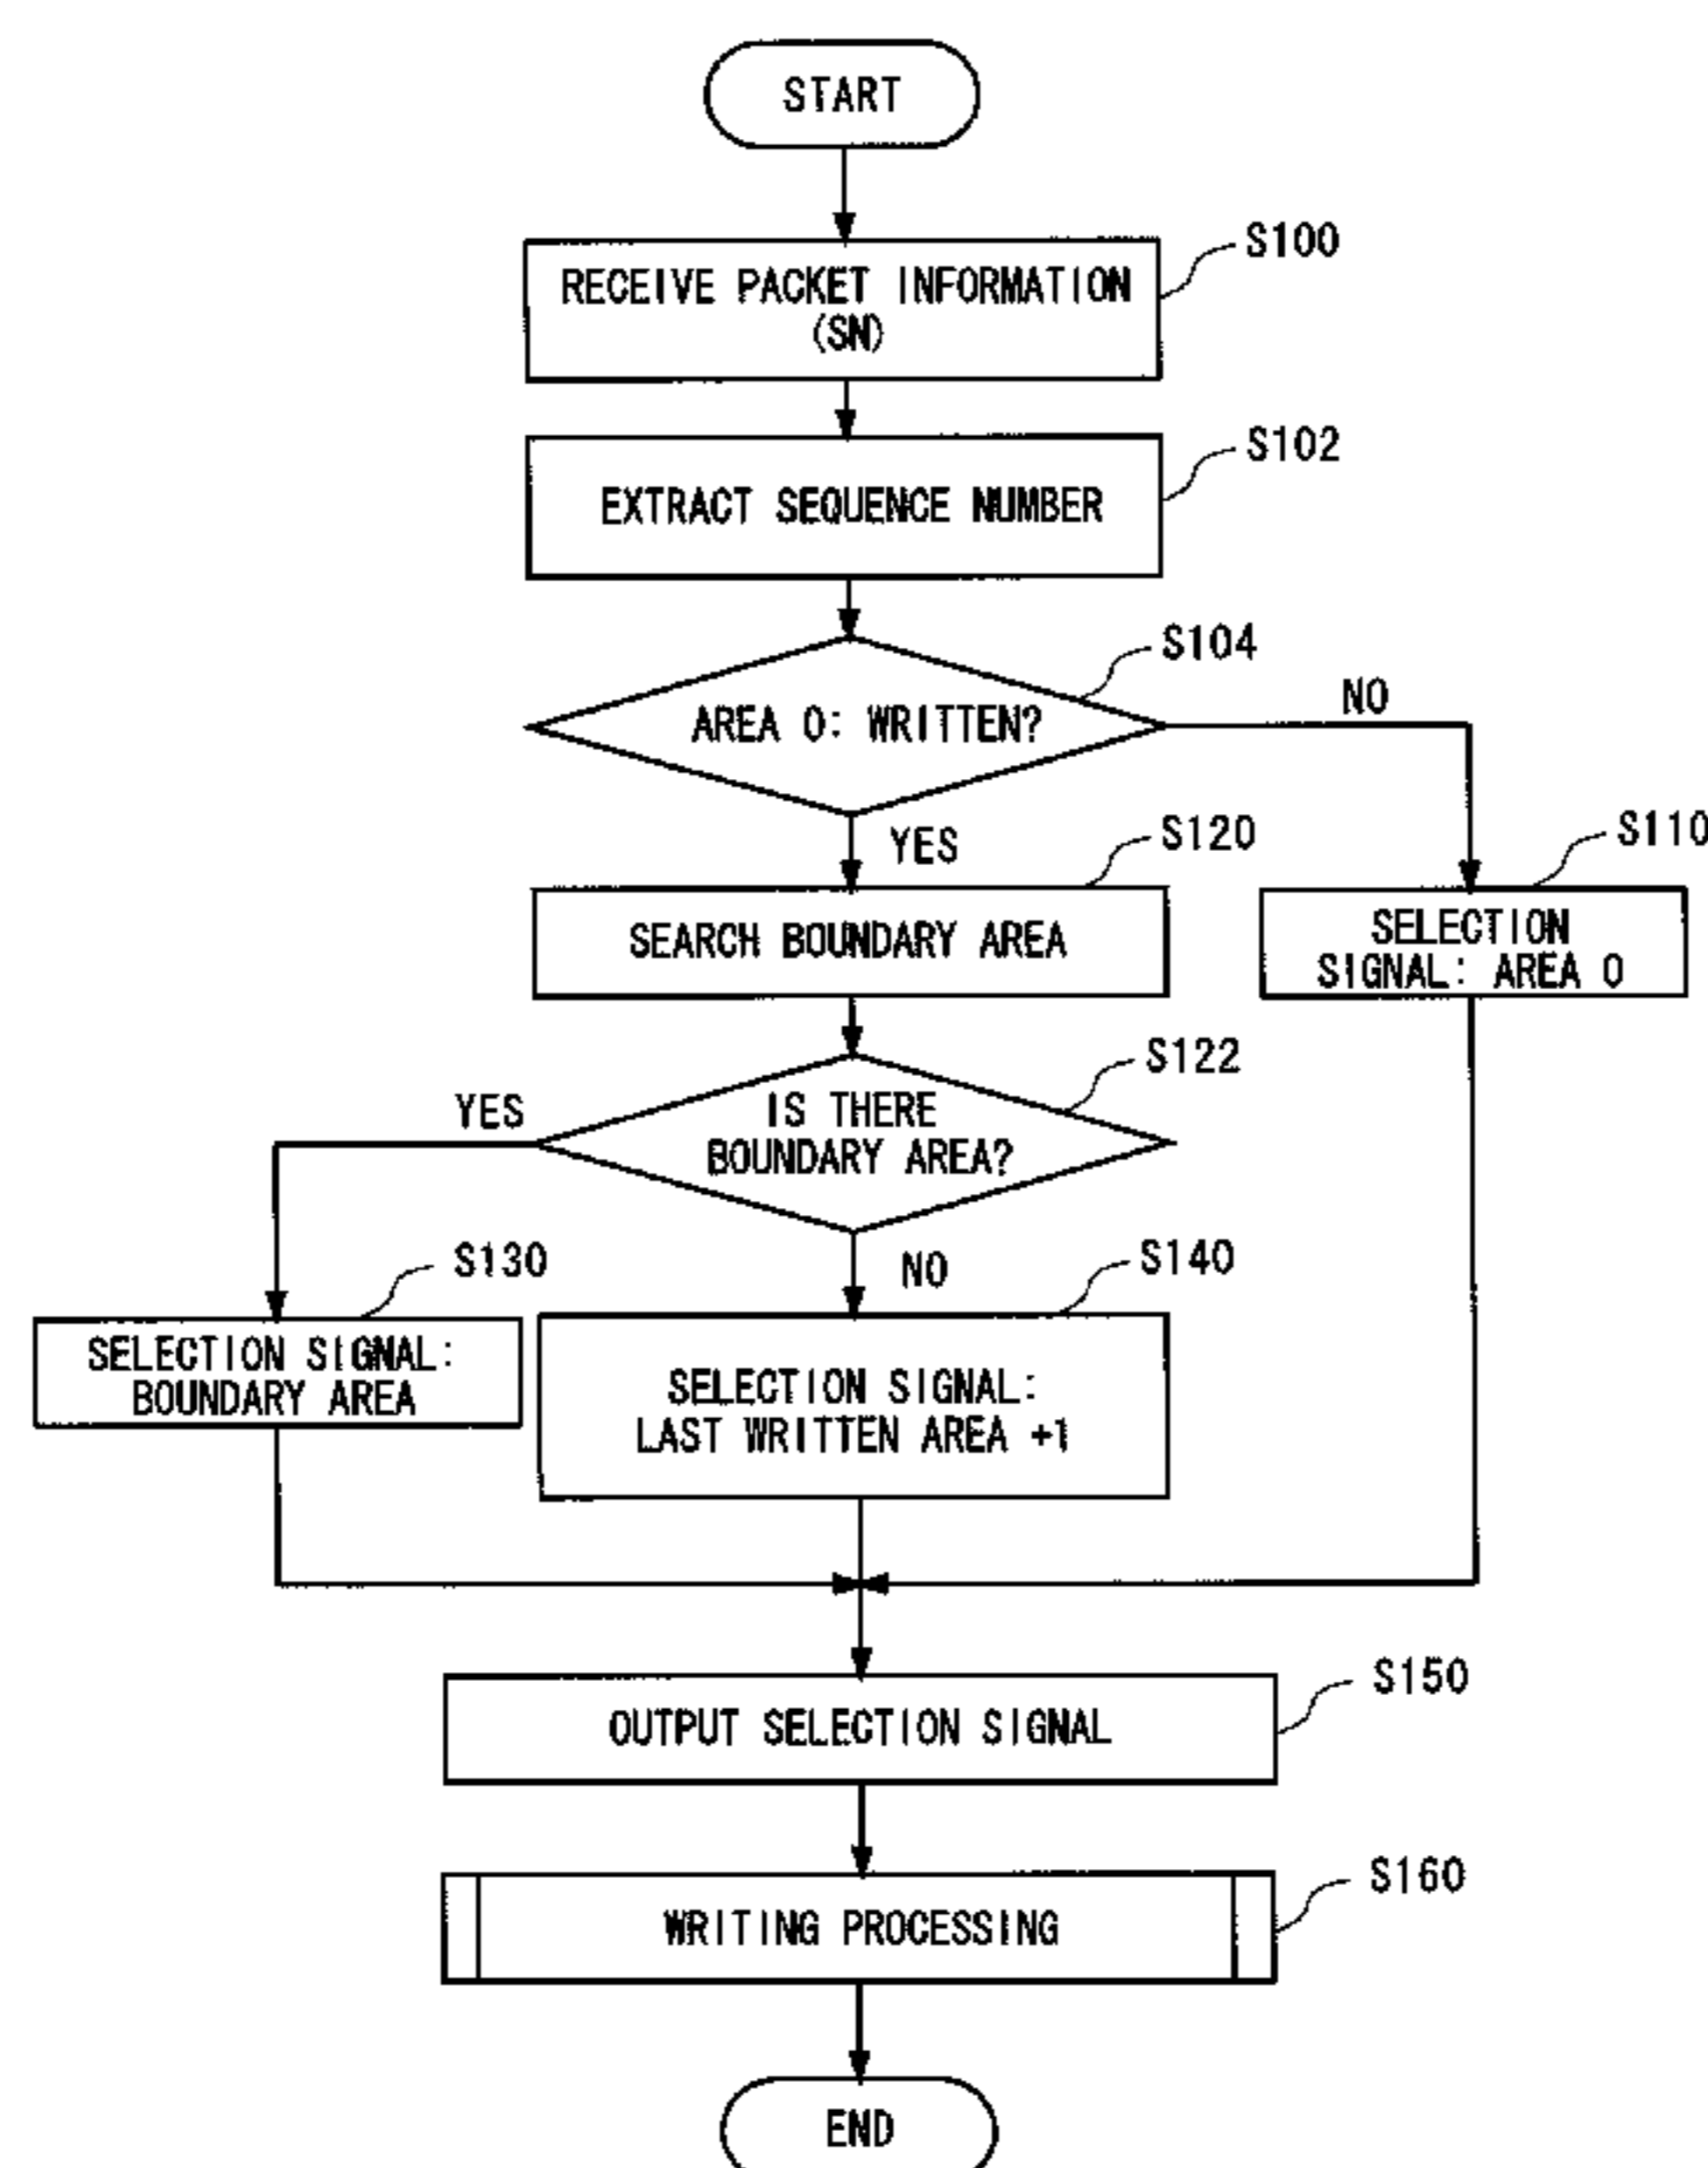 START
S100
RECEIVE PACKET INFORMATION
(SN)
S102
EXTRACT SEQUENCE NUMBER
S104
AREA 0: WRITTEN?
NO
YES
S120
S110
SEARCH BOUNDARY AREA
SELECTION
SIGNAL: AREA 0
S122
YES
IS THERE
BOUNDARY AREA?
S130
NO
S140
SELECTION SIGNAL:
BOUNDARY AREA
SELECTION SIGNAL:
LAST WRITTEN AREA +1
S150
OUTPUT SELECTION SIGNAL
S160
WRITING PROCESSING
END